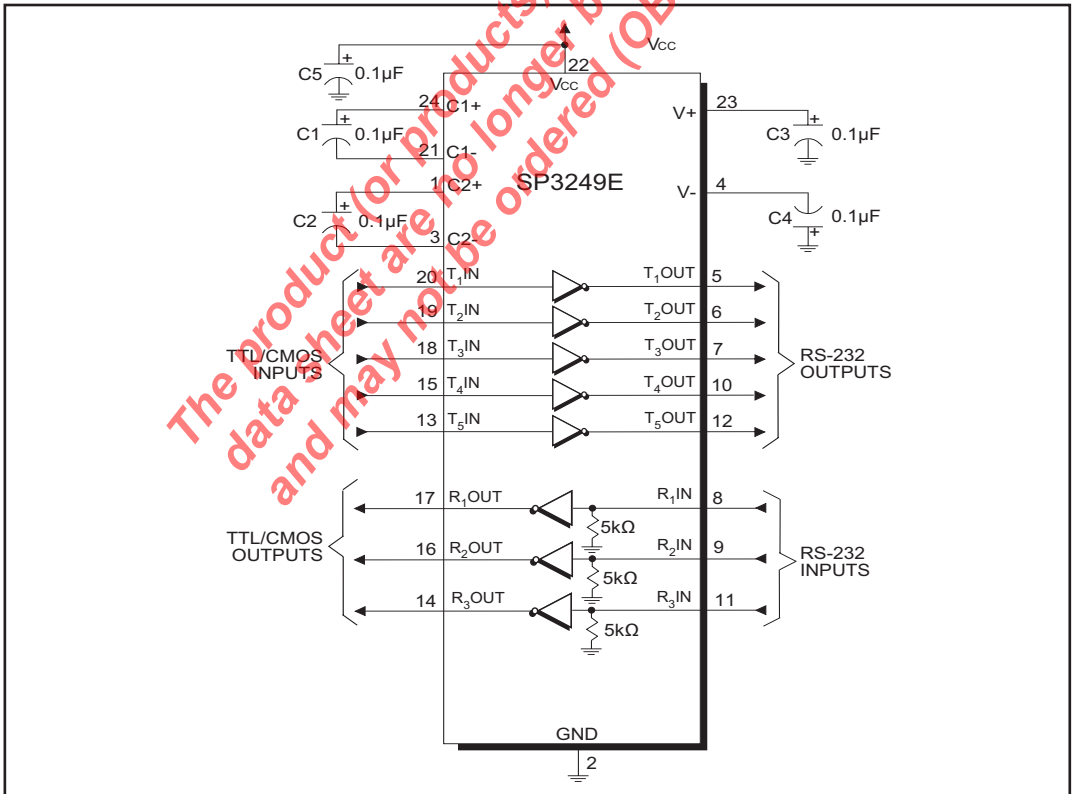 VCC
C5
+
0.1µF
22
VCC
24
C1+
C1
+
0.1µF
21
C1-
1
C2+
C2
+
0.1µF
3
C2-
SP3249E
V+
23
C3
+
0.1µF
V-
4
C4
+
0.1µF
TTL/CMOS
INPUTS
20 T1IN T1OUT 5
19 T2IN T2OUT 6
18 T3IN T3OUT 7
15 T4IN T4OUT 10
13 T5IN T5OUT 12
RS-232
OUTPUTS
TTL/CMOS
OUTPUTS
17 R1OUT R1IN 8
5kΩ
16 R2OUT R2IN 9
5kΩ
14 R3OUT R3IN 11
5kΩ
RS-232
INPUTS
GND
2
The product (or products)
data sheet are no longer
and may not be ordered